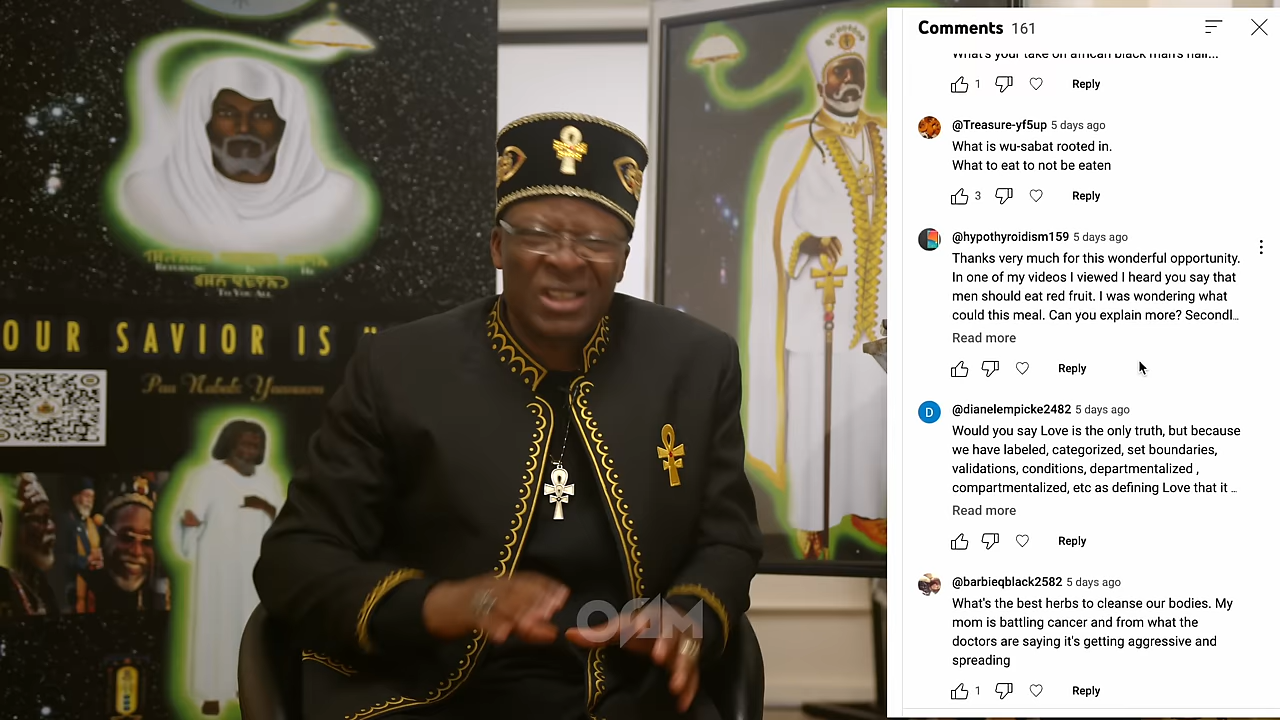 OUR SAVIOR IS "
Paa Nabab Yaanuwn
TO YOU ALL
OSAM
Comments 161
What's your take on african black man's hair...
1 Reply
@Treasure-yf5up 5 days ago
What is wu-sabat rooted in.
What to eat to not be eaten
3 Reply
@hypothyroidism159 5 days ago
Thanks very much for this wonderful opportunity.
In one of my videos I viewed I heard you say that
men should eat red fruit. I was wondering what
could this meal. Can you explain more? Secondl...
Read more
Reply
@dianelempicke2482 5 days ago
D
Would you say Love is the only truth, but because
we have labeled, categorized, set boundaries,
validations, conditions, departmentalized ,
compartmentalized, etc as defining Love that it ...
Read more
Reply
@barbieqblack2582 5 days ago
What's the best herbs to cleanse our bodies. My
mom is battling cancer and from what the
doctors are saying it's getting aggressive and
spreading
1 Reply